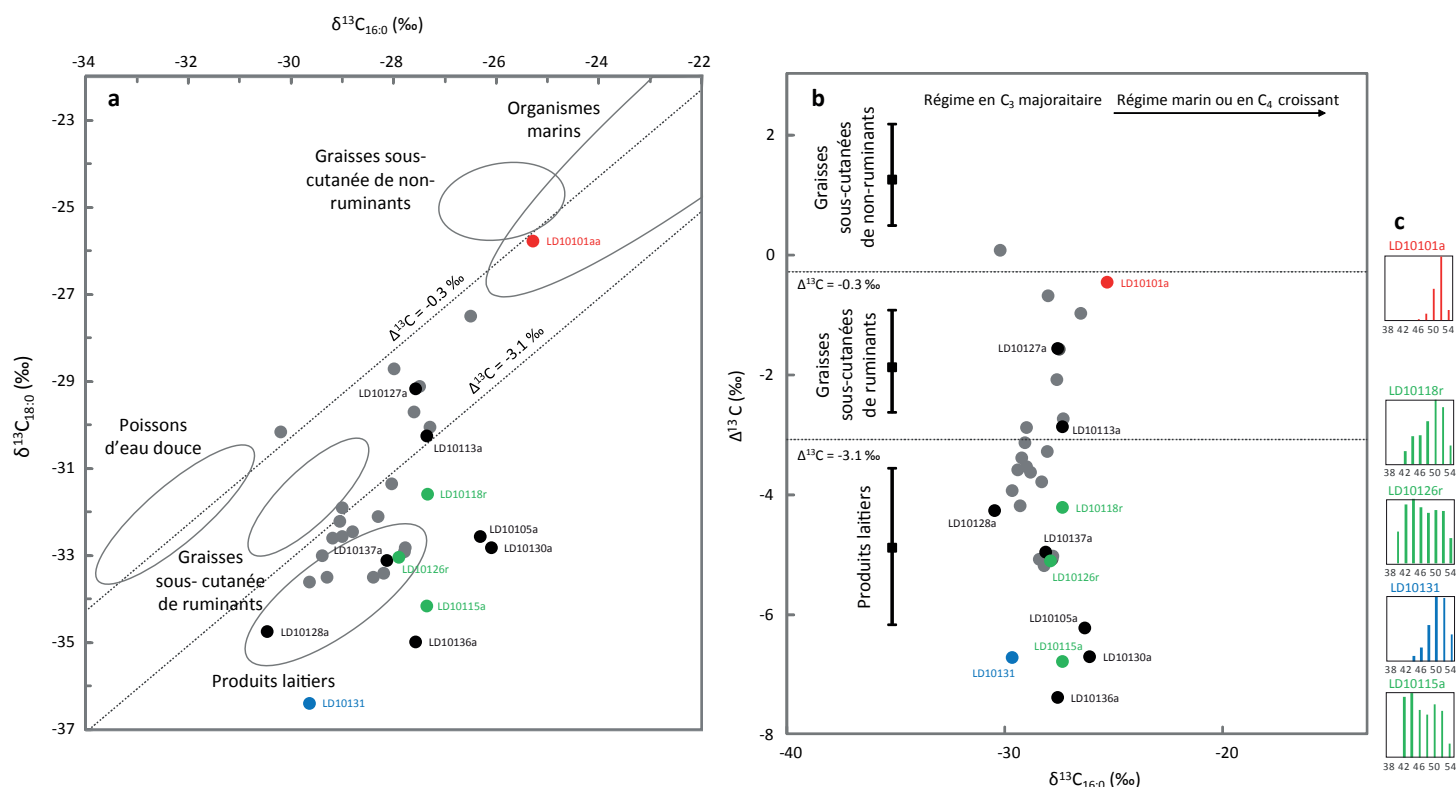 δ¹³C₁₆:₀ (‰)
-34 -32 -30 -28 -26 -24 -22
a
-23
-25
-27
-29
-31
-33
-35
-37
δ¹³C₁₈:₀ (‰)
Organismes
marins
Graisses sous-
cutanée de non-
ruminants
LD10101aa
Δ¹³C = -0.3 ‰
Δ¹³C = -3.1 ‰
LD10127a
LD10113a
Poissons
d’eau douce
LD10118r
LD10105a
LD10130a
LD10137a
LD10126r
Graisses
sous- cutanée
de ruminants
LD10115a
LD10128a
LD10136a
Produits laitiers
LD10131
b
Régime en C₃ majoraitaire
Régime marin ou en C₄ croissant
2
0
-2
-4
-6
-8
Δ¹³ C (‰)
Graisses
sous-cutanées
de non-ruminants
Δ¹³C = -0.3 ‰
LD10101a
Graisses
sous-cutanées
de ruminants
LD10127a
LD10113a
Δ¹³C = -3.1 ‰
Produits laitiers
LD10128a
LD10118r
LD10137a
LD10126r
LD10105a
LD10115a
LD10130a
LD10131
LD10136a
-40 -30 -20
δ¹³C₁₆:₀ (‰)
c
LD10101a
38 42 46 50 54
LD10118r
38 42 46 50 54
LD10126r
38 42 46 50 54
LD10131
38 42 46 50 54
LD10115a
38 42 46 50 54